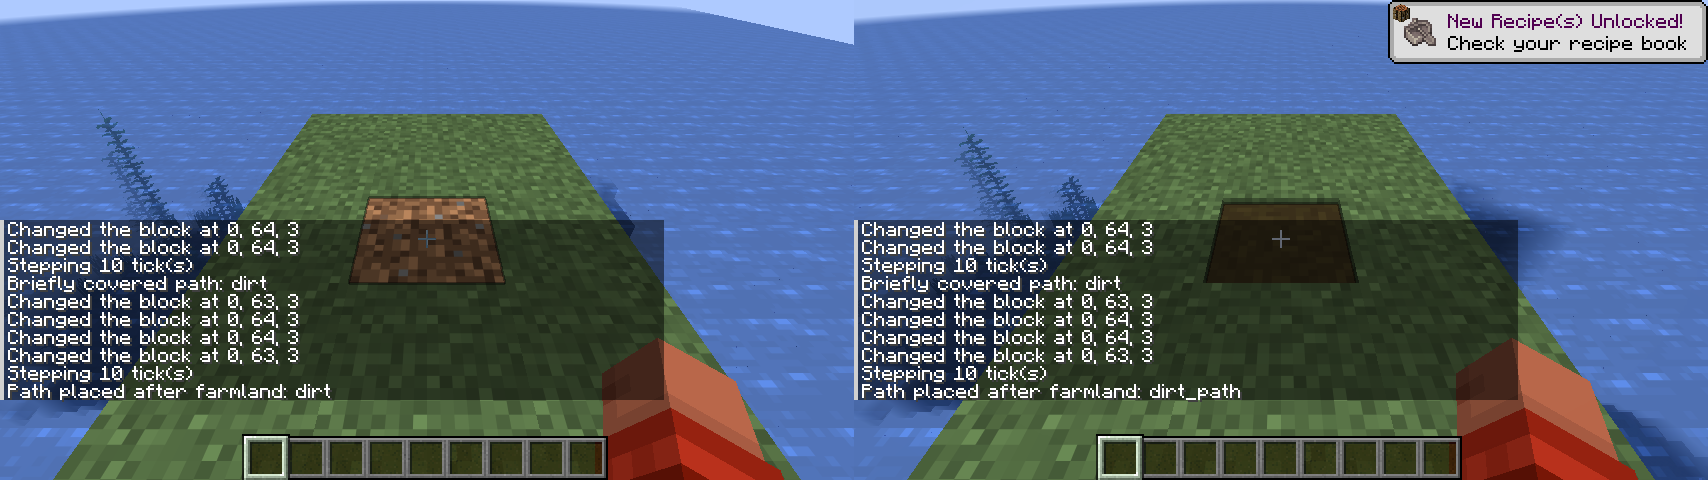 Changed the block at 0, 64, 3
Changed the block at 0, 64, 3
Stepping 10 tick(s)
Briefly covered path: dirt
Changed the block at 0, 63, 3
Changed the block at 0, 64, 3
Changed the block at 0, 64, 3
Changed the block at 0, 63, 3
Stepping 10 tick(s)
Path placed after farmland: dirt
New Recipe(s) Unlocked!
Check your recipe book
Changed the block at 0, 64, 3
Changed the block at 0, 64, 3
Stepping 10 tick(s)
Briefly covered path: dirt
Changed the block at 0, 63, 3
Changed the block at 0, 64, 3
Changed the block at 0, 64, 3
Changed the block at 0, 63, 3
Stepping 10 tick(s)
Path placed after farmland: dirt_path